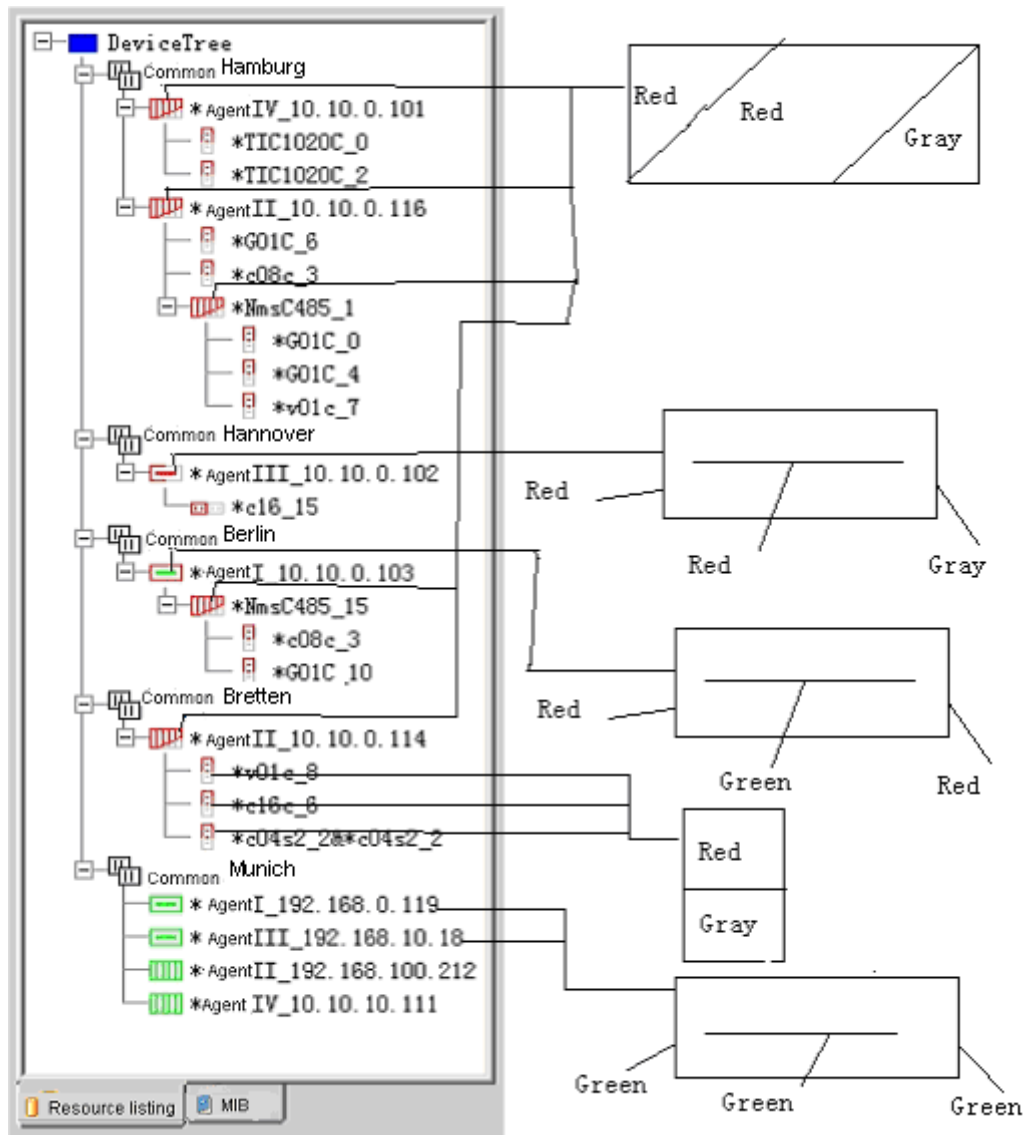 DeviceTree
Common Hamburg
*AgentIV_10.10.0.101
*TIC1020C_0
*TIC1020C_2
*AgentII_10.10.0.116
*G01C_6
*c08c_3
*NmsC485_1
*G01C_0
*G01C_4
*v01c_7
Common Hannover
*AgentIII_10.10.0.102
*c16_15
Common Berlin
*AgentI_10.10.0.103
*NmsC485_15
*c08c_3
*G01C_10
Common Bretten
*AgentII_10.10.0.114
*v01c_8
*c16c_6
*c04s2_2&*c04s2_2
Common Munich
*AgentI_192.168.0.119
*AgentIII_192.168.10.18
*AgentII_192.168.100.212
*Agent IV_10.10.10.111
Resource listing
MIB
Red
Red
Gray
Red
Red
Gray
Red
Green
Red
Red
Gray
Green
Green
Green